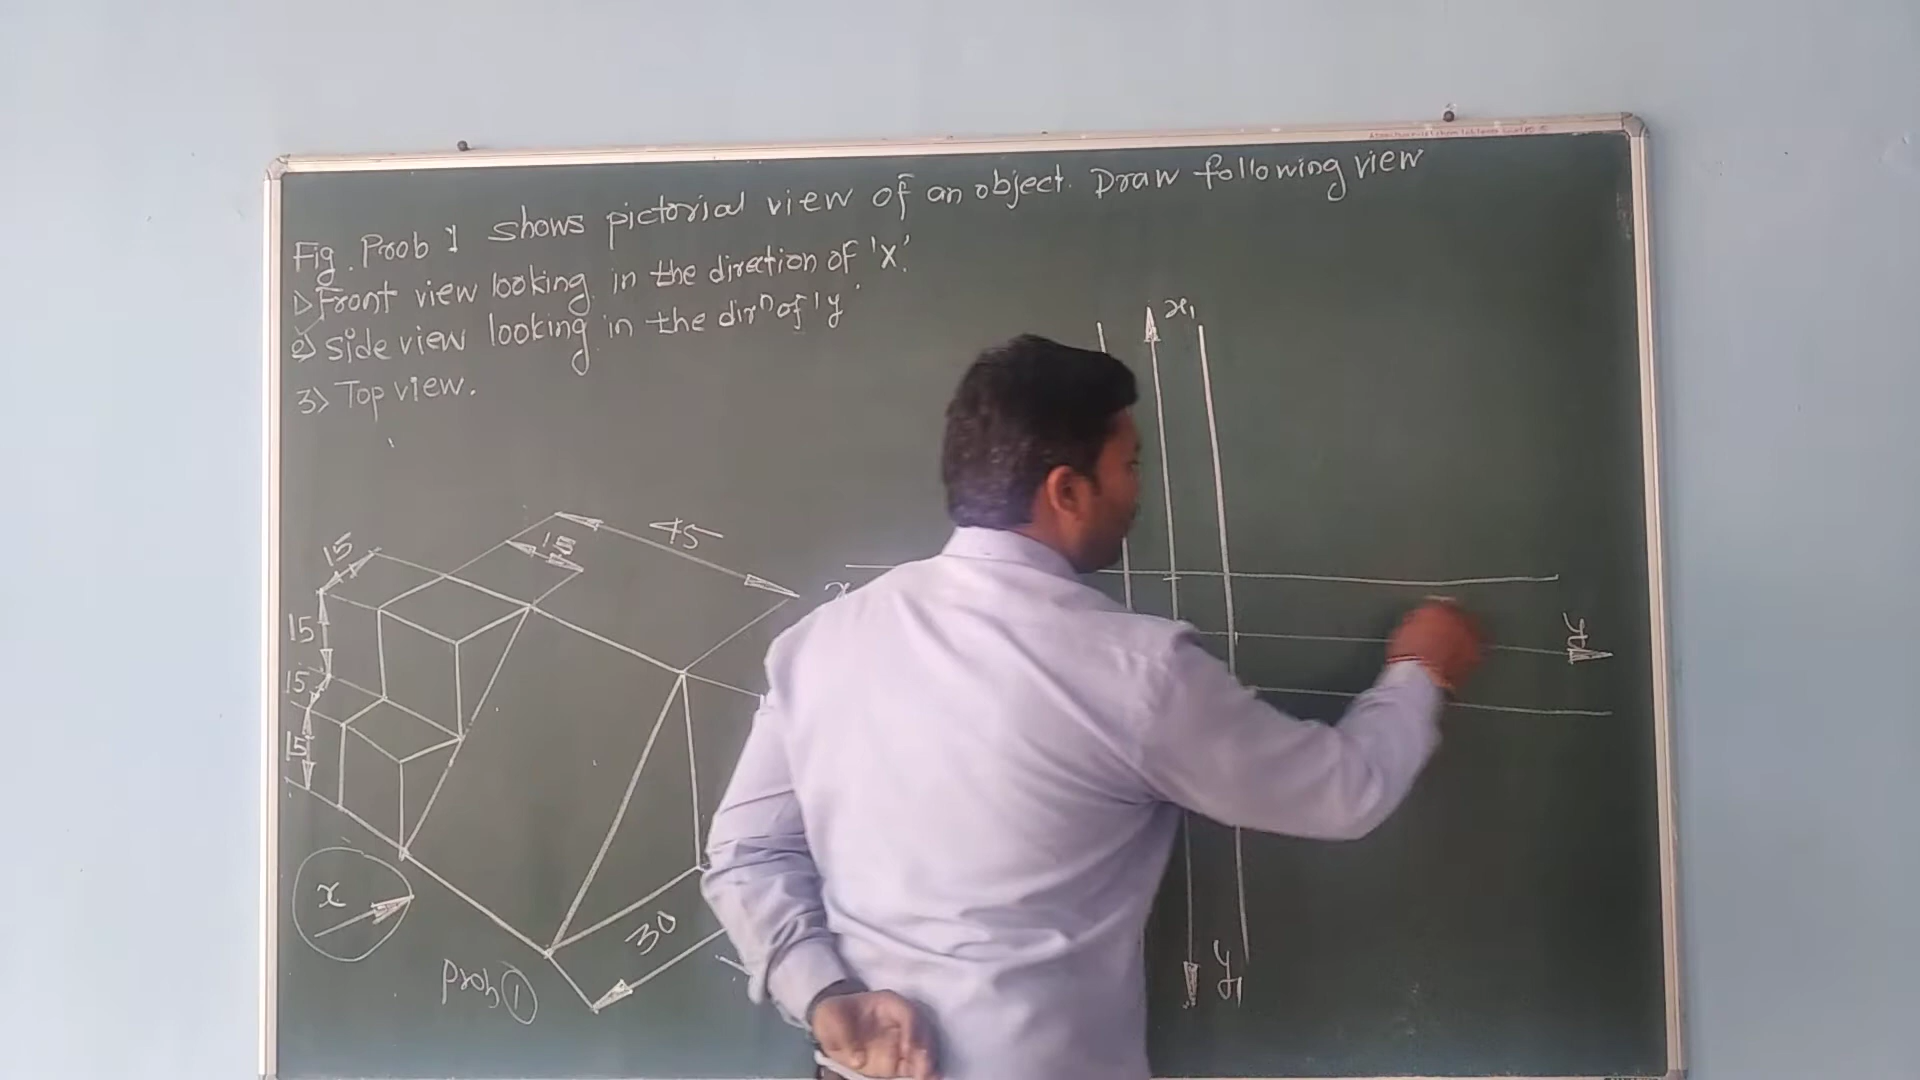 Fig. Prob 1 shows pictorial view of an object. Draw following view
1) Front view looking in the direction of 'X'.
2) Side view looking in the dirⁿ of 'y'
3) Top view.
15
15
45
15
15
15
x
30
Prob ①
x₁
x
y
y₁